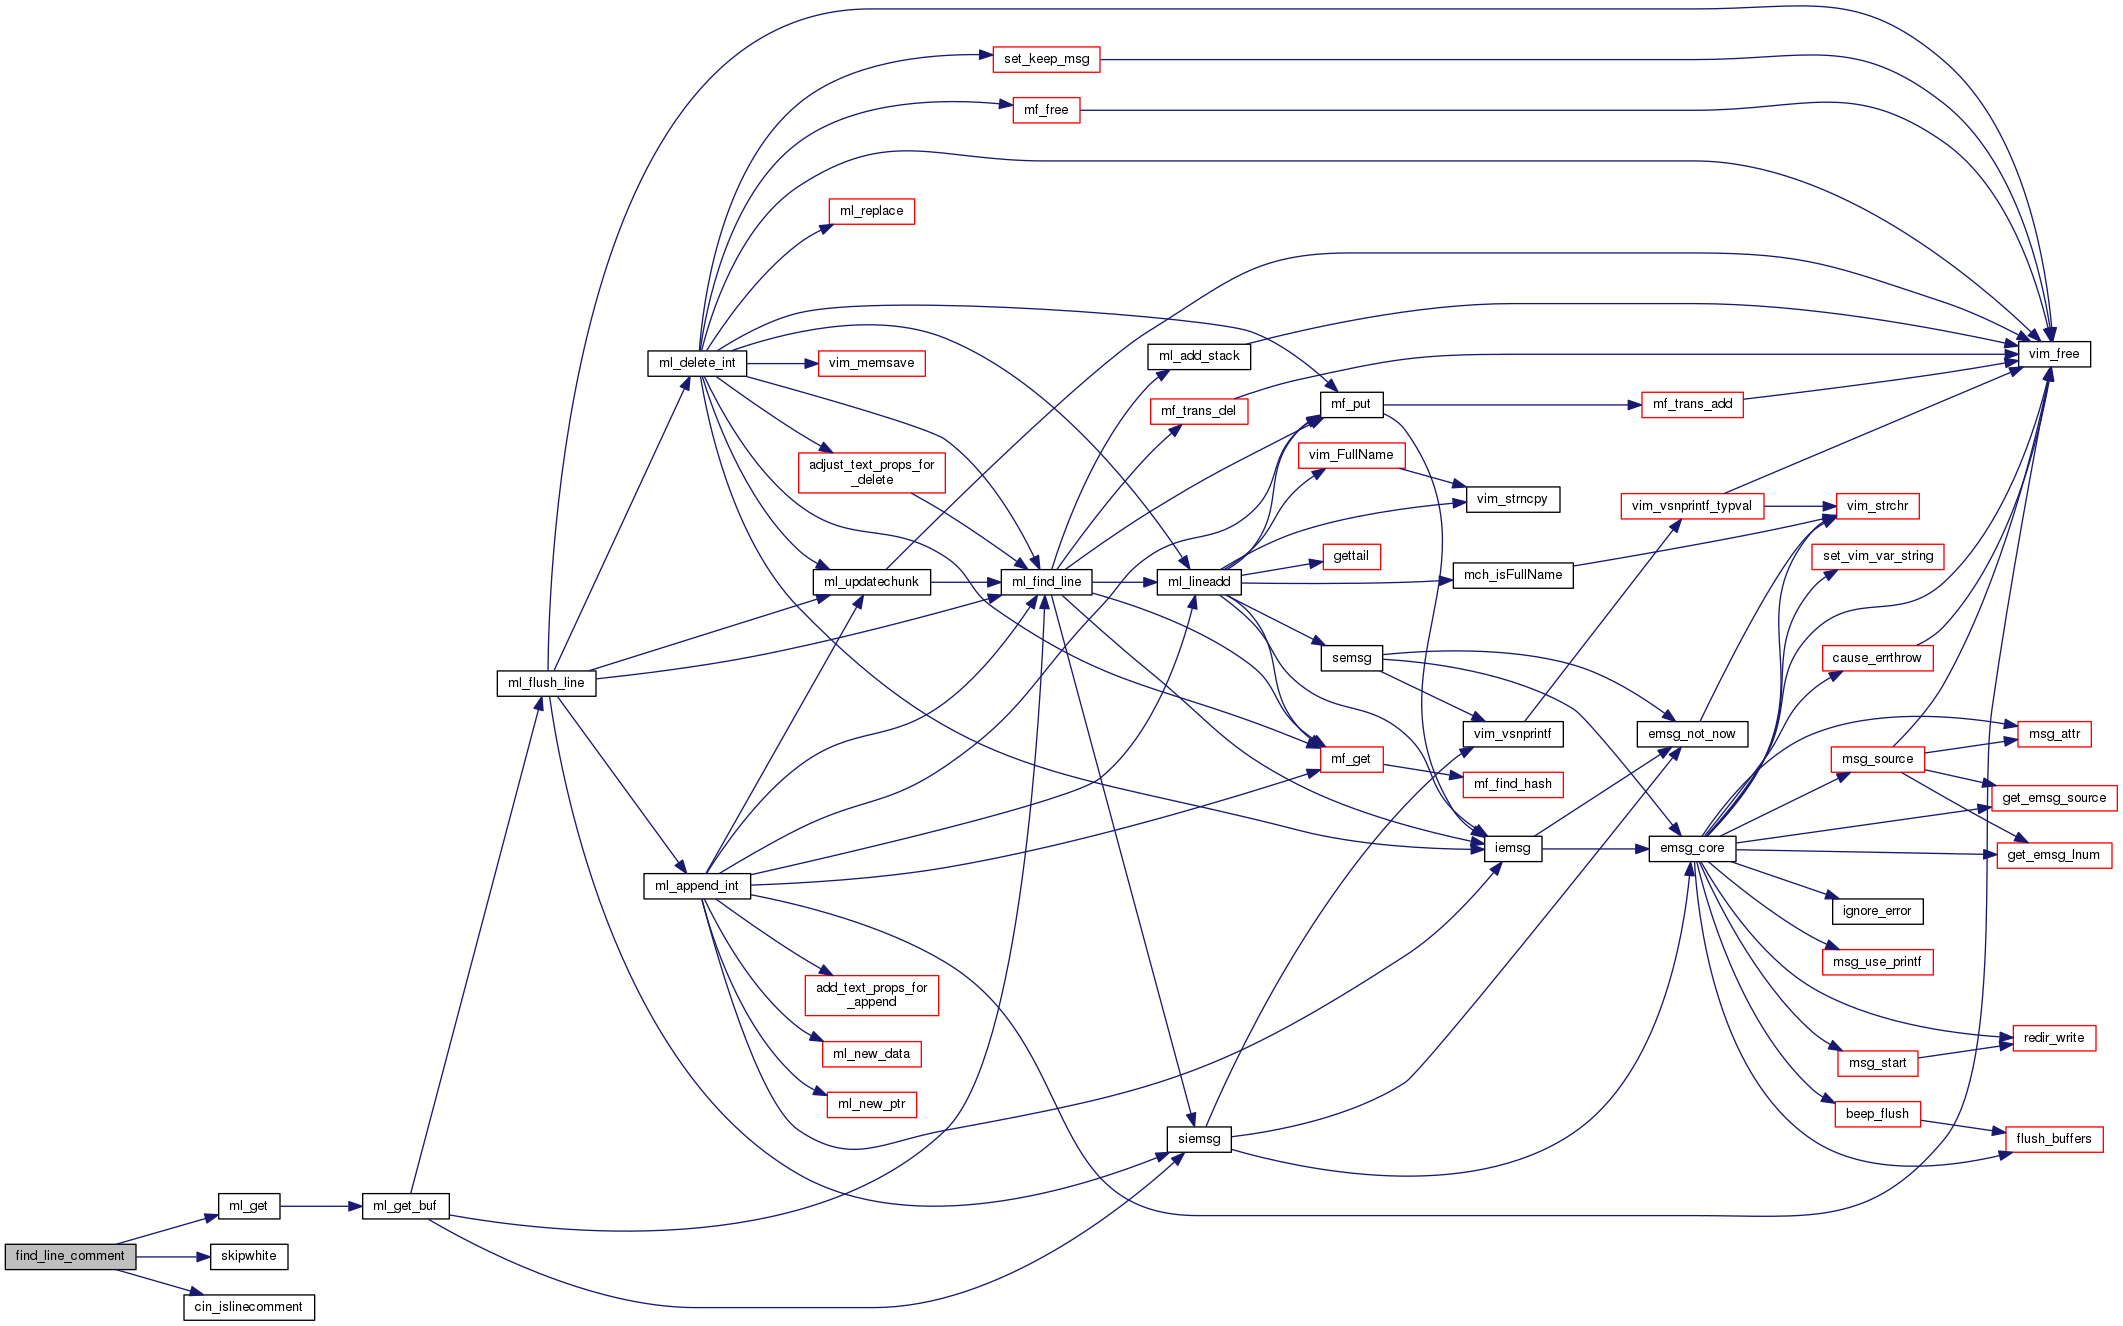 set_keep_msg
mf_free
ml_replace
ml_delete_int
vim_memsave
ml_add_stack
vim_free
mf_trans_del
mf_put
mf_trans_add
adjust_text_props_for
_delete
vim_FullName
vim_strncpy
vim_vsnprintf_typval
vim_strchr
gettail
set_vim_var_string
ml_updatechunk
ml_find_line
ml_lineadd
mch_isFullName
ml_flush_line
semsg
cause_errthrow
vim_vsnprintf
emsg_not_now
msg_attr
mf_get
msg_source
mf_find_hash
get_emsg_source
iemsg
emsg_core
get_emsg_lnum
ml_append_int
ignore_error
msg_use_printf
add_text_props_for
_append
redir_write
ml_new_data
msg_start
ml_new_ptr
beep_flush
siemsg
flush_buffers
ml_get
ml_get_buf
find_line_comment
skipwhite
cin_islinecomment